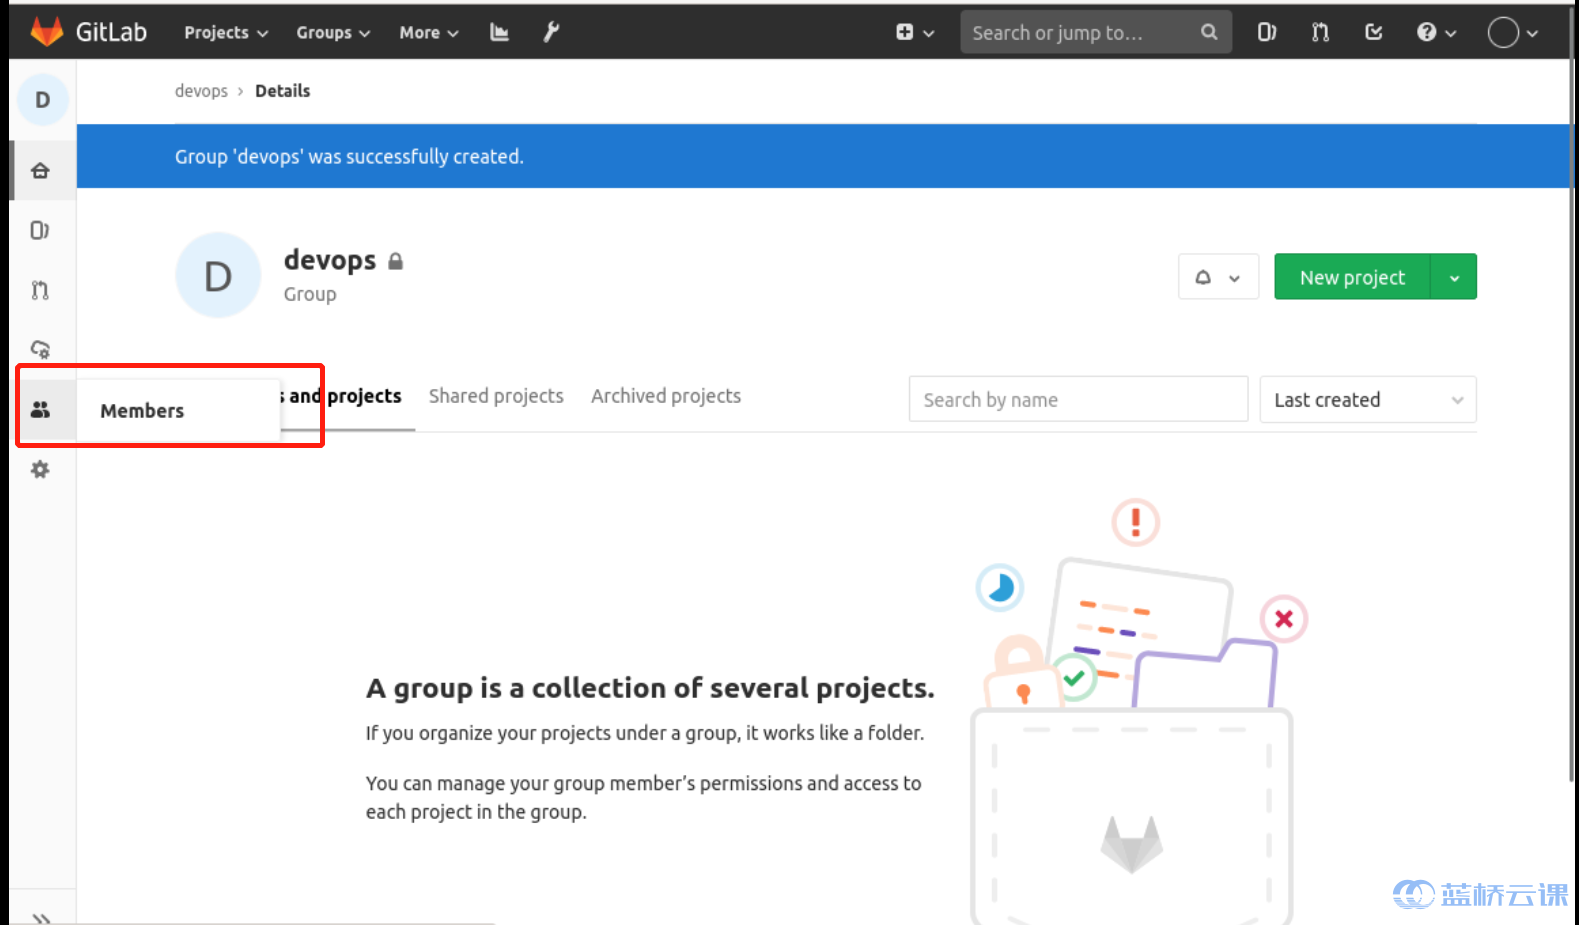 GitLab Projects Groups More Search or jump to...
D
devops › Details
Group 'devops' was successfully created.
D
devops
Group
New project
Members
s and projects Shared projects Archived projects Search by name Last created
A group is a collection of several projects.
If you organize your projects under a group, it works like a folder.
You can manage your group member's permissions and access to
each project in the group.
蓝桥云课